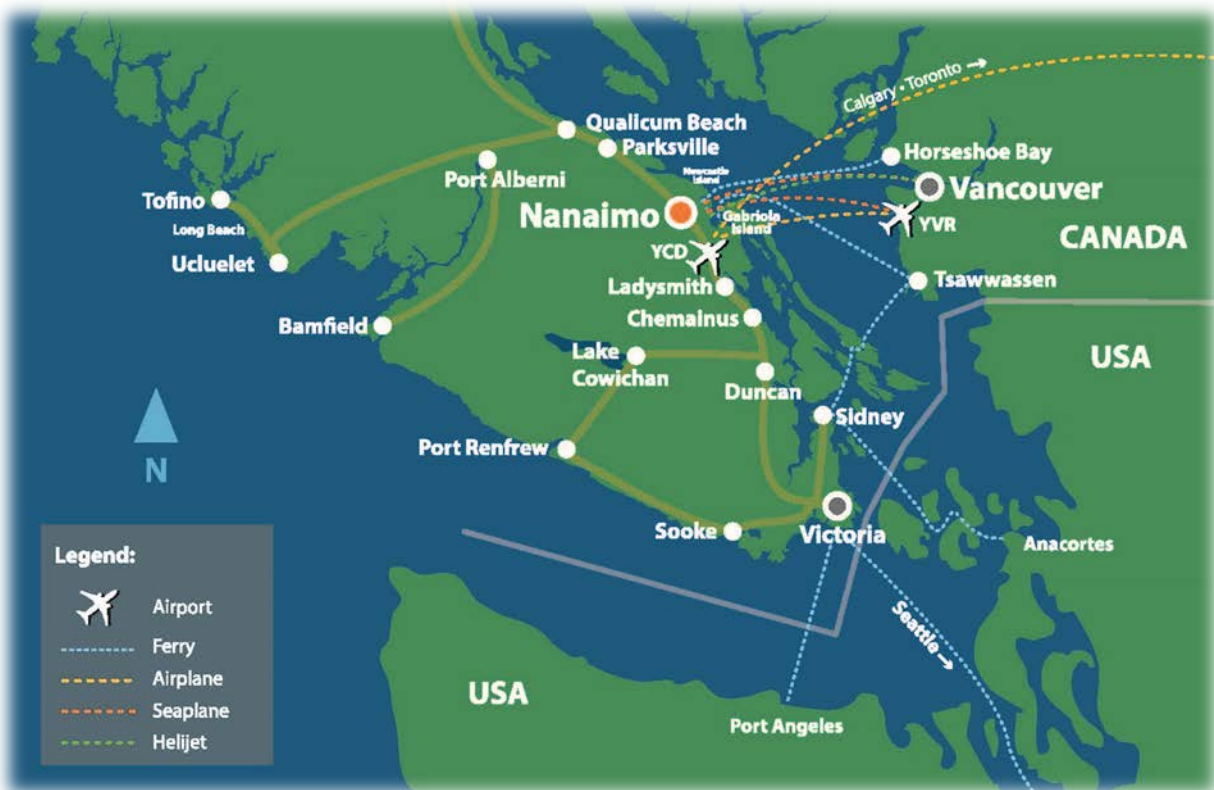 Calgary • Toronto →
Qualicum Beach
Parksville
Horseshoe Bay
Port Alberni
Newcastle
Island
Vancouver
Tofino
Nanaimo
Gabriola
Island
YVR
Long Beach
CANADA
YCD
Ucluelet
Ladysmith
Tsawwassen
Chemainus
Bamfield
Lake
Cowichan
USA
Duncan
Sidney
Port Renfrew
N
Sooke
Victoria
Anacortes
Legend:
Airport
Ferry
Airplane
Seaplane
Helijet
Seattle →
USA
Port Angeles